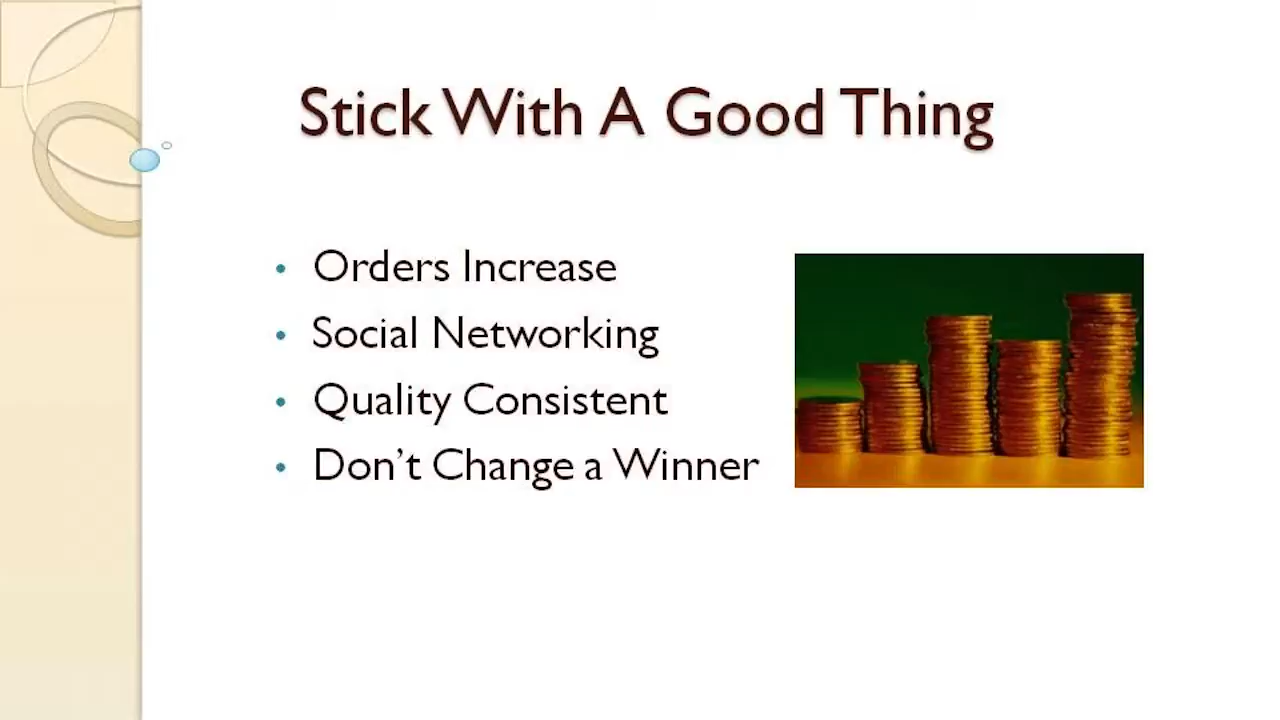 Stick With A Good Thing
• Orders Increase
• Social Networking
• Quality Consistent
• Don’t Change a Winner